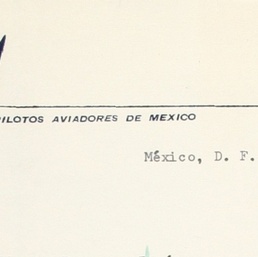 PILOTOS AVIADORES DE MEXICO
México, D. F.